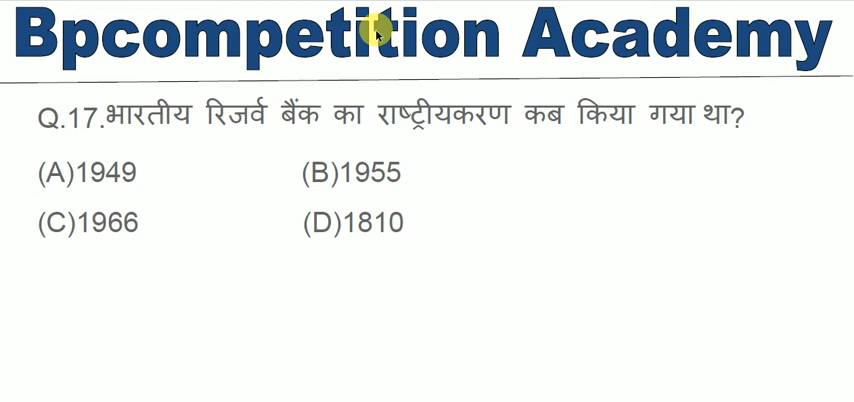 Bpcompetition Academy
Q.17.भारतीय रिजर्व बैंक का राष्ट्रीयकरण कब किया गया था?
(A)1949 (B)1955
(C)1966 (D)1810